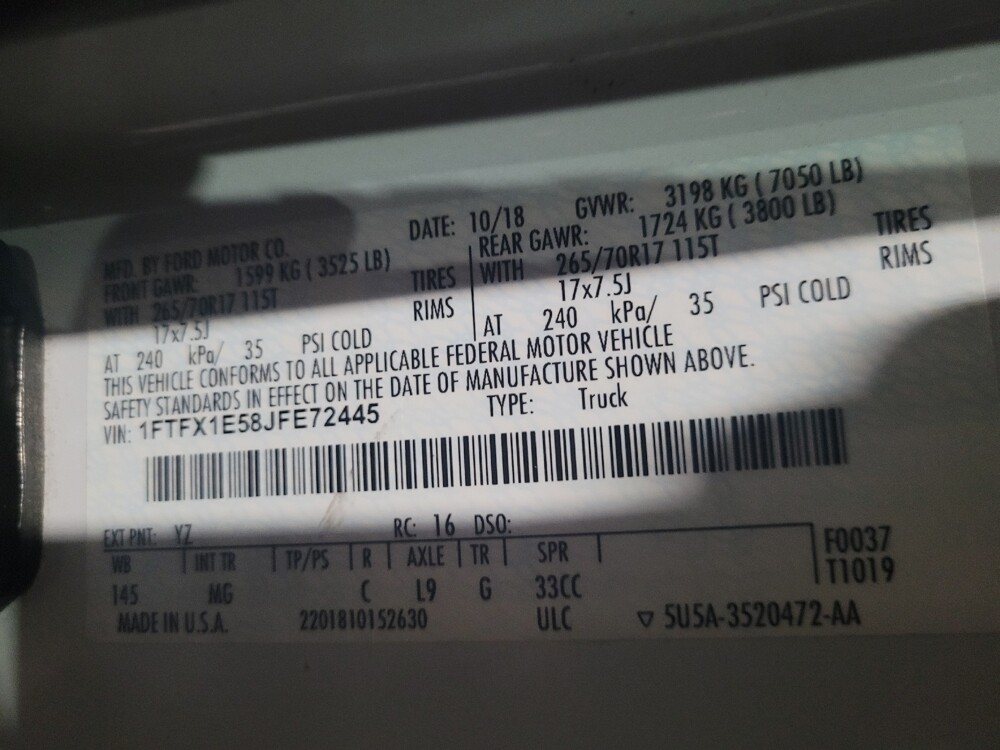 MFD. BY FORD MOTOR CO. DATE: 10/18 GVWR: 3198 KG ( 7050 LB)
FRONT GAWR: 1599 KG ( 3525 LB) REAR GAWR: 1724 KG ( 3800 LB)
WITH 265/70R17 115T TIRES WITH 265/70R17 115T TIRES
17x7.5J RIMS 17x7.5J RIMS
AT 240 kPa/ 35 PSI COLD AT 240 kPa/ 35 PSI COLD
THIS VEHICLE CONFORMS TO ALL APPLICABLE FEDERAL MOTOR VEHICLE
SAFETY STANDARDS IN EFFECT ON THE DATE OF MANUFACTURE SHOWN ABOVE.
VIN: 1FTFX1E58JFE72445 TYPE: Truck
EXT PNT: YZ RC: 16 DSO:
WB INT TR TP/PS R AXLE TR SPR F0037
145 MG C L9 G 33CC T1019
MADE IN U.S.A. 2201810152630 ULC ▽ 5U5A-3520472-AA